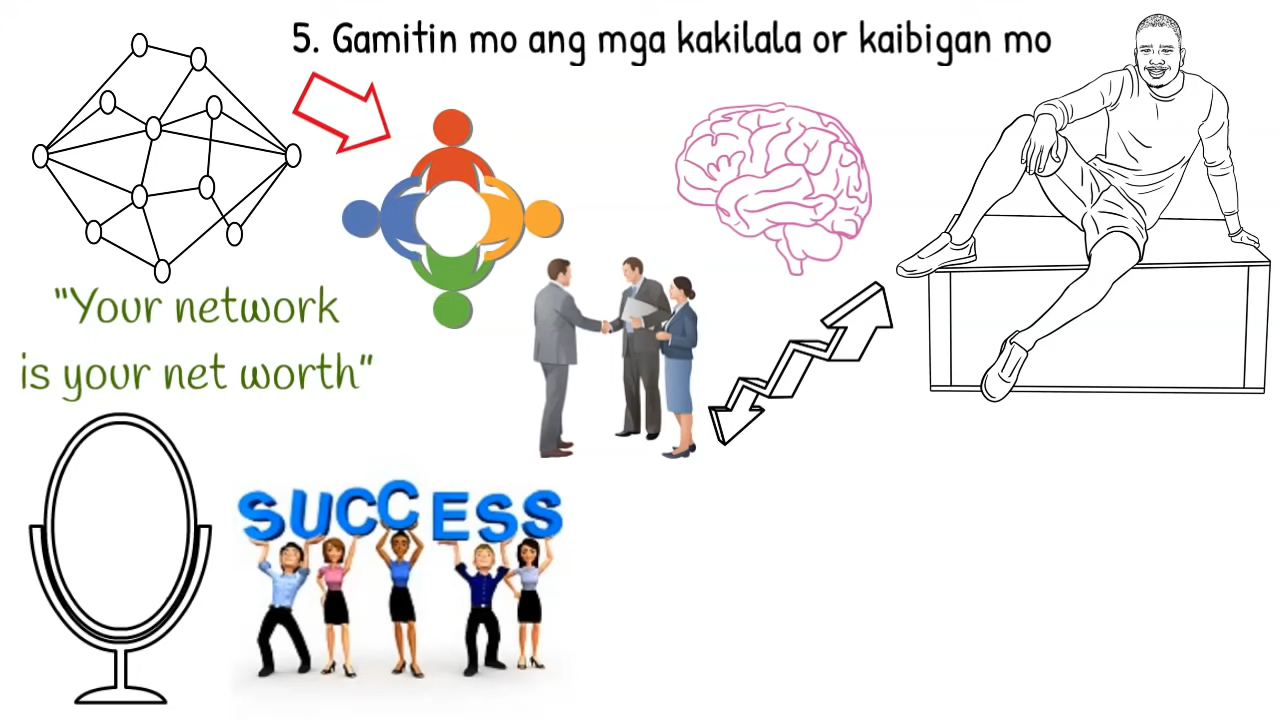 5. Gamitin mo ang mga kakilala or kaibigan mo
"Your network
is your net worth"
SUCCESS